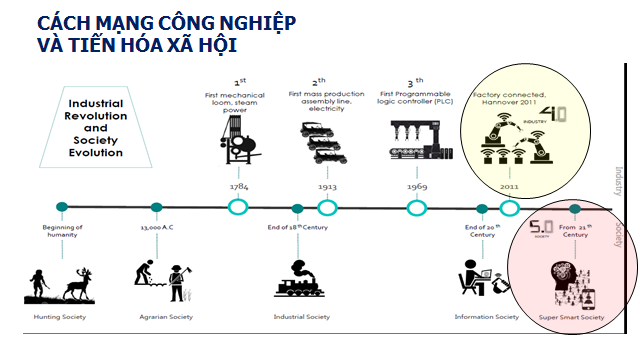 CÁCH MẠNG CÔNG NGHIỆP
VÀ TIẾN HÓA XÃ HỘI
Industrial
Revolution
and
Society
Evolution
1st
First mechanical
loom, steam
power
2th
First mass production
assembly line,
electricity
3th
First Programmable
logic controller (PLC)
Factory connected,
Hannover 2011
4.0
INDUSTRY
1784
1913
1969
2011
Industry
Society
Beginning of
humanity
13,000 A.C
End of 18th Century
End of 20th
Century
5.0
SOCIETY
From 21th
Century
Hunting Society
Agrarian Society
Industrial Society
Information Society
Super Smart Society